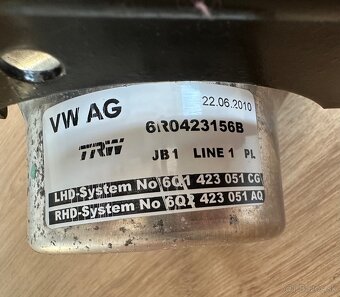 VW AG
22.06.2010
6R0423156B
TRW
JB1 LINE 1 PL
LHD-System No 6Q1 423 051 CG
RHD-System No 6Q2 423 051 AQ